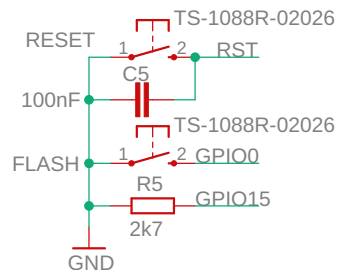 TS-1088R-02026
RESET 1 2 RST
C5
100nF
TS-1088R-02026
FLASH 1 2 GPIO0
R5 GPIO15
2k7
GND